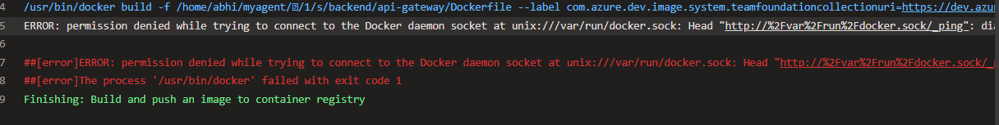 4 /usr/bin/docker build -f /home/abhi/myagent/ /1/s/backend/api-gateway/Dockerfile --label com.azure.dev.image.system.teamfoundationcollectionuri=https://dev.azu
5 ERROR: permission denied while trying to connect to the Docker daemon socket at unix:///var/run/docker.sock: Head "http://%2Fvar%2Frun%2Fdocker.sock/_ping": dia
6
7 ##[error]ERROR: permission denied while trying to connect to the Docker daemon socket at unix:///var/run/docker.sock: Head "http://%2Fvar%2Frun%2Fdocker.sock/_
8 ##[error]The process '/usr/bin/docker' failed with exit code 1
9 Finishing: Build and push an image to container registry